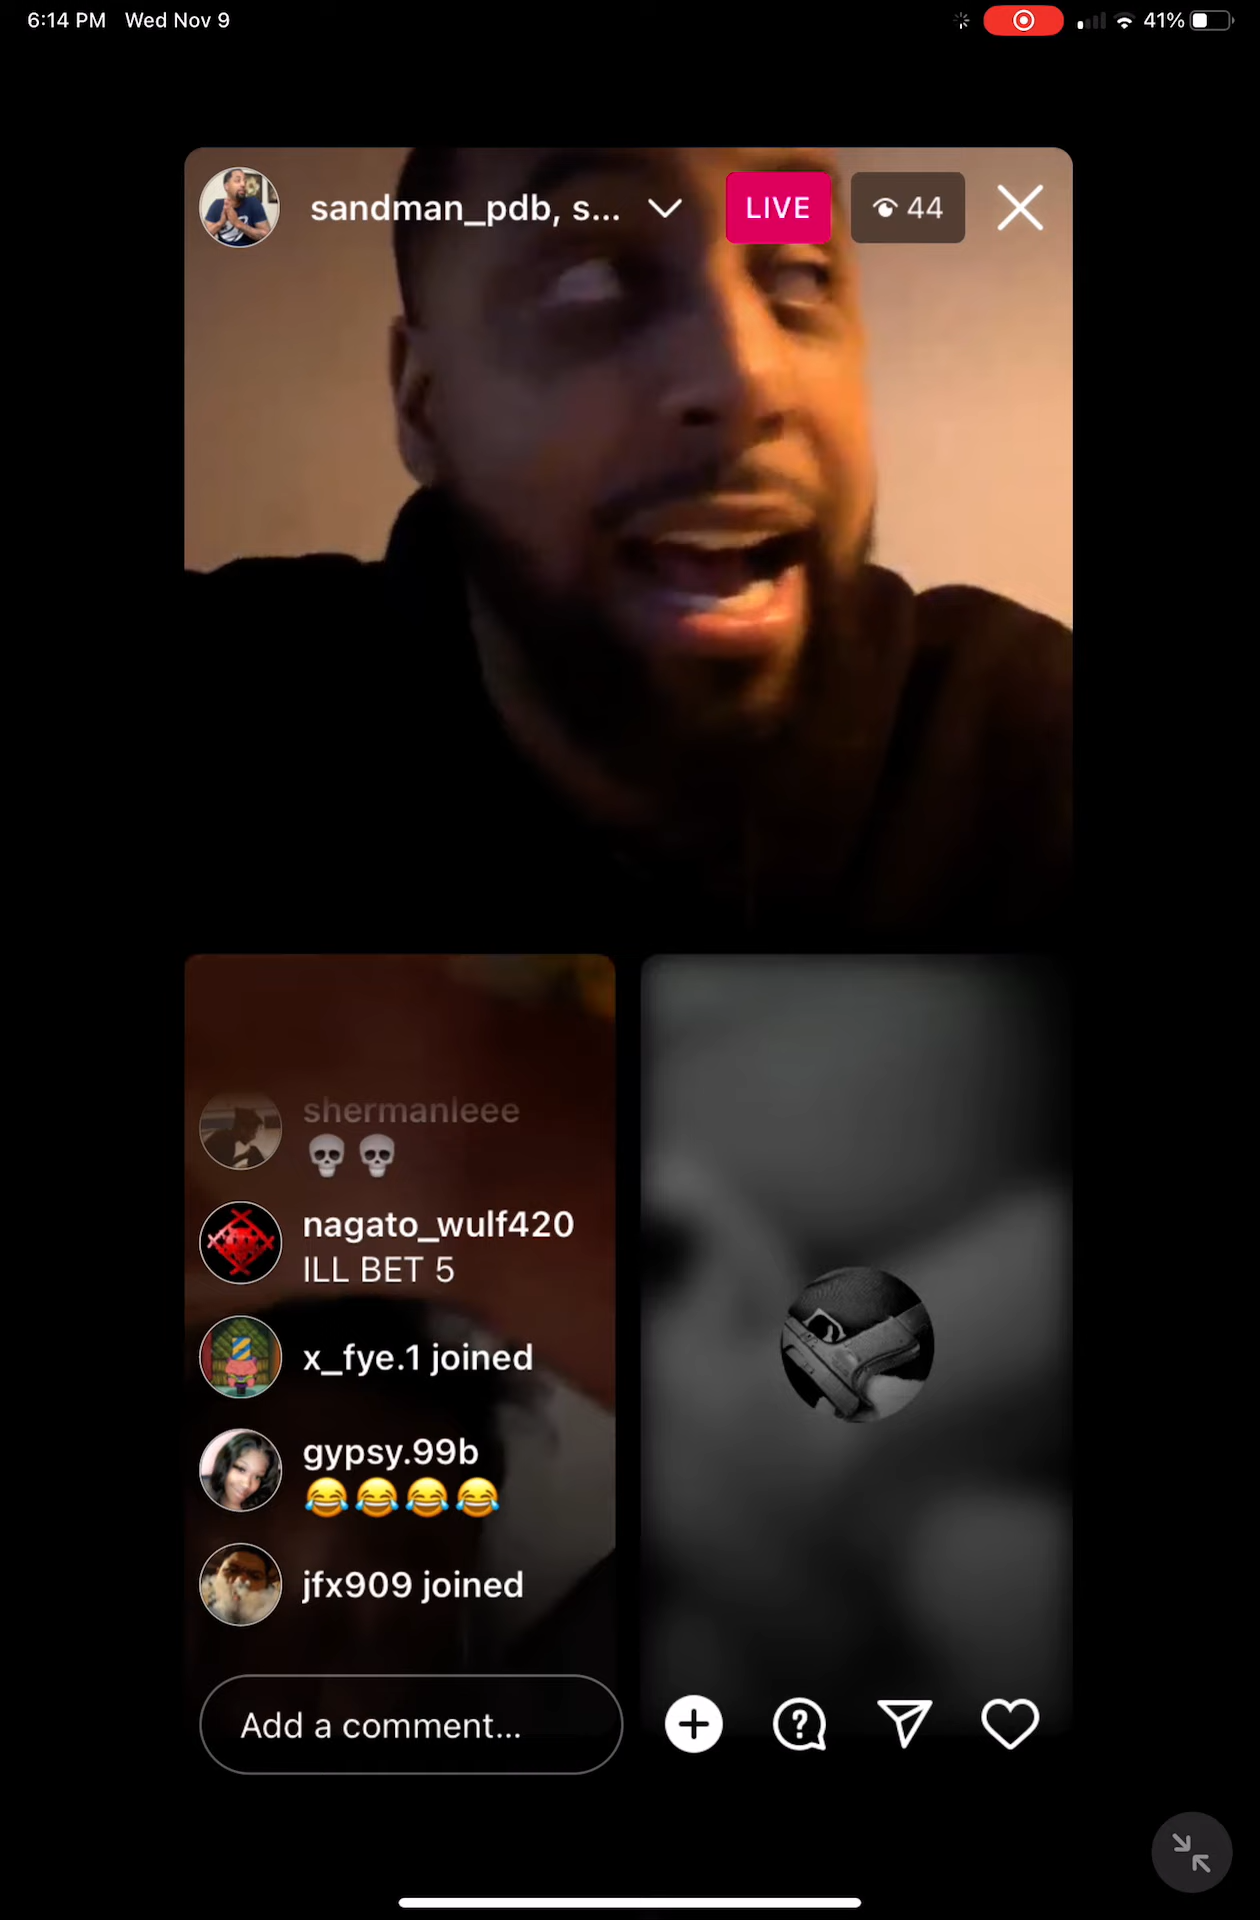 6:14 PM Wed Nov 9
41%
sandman_pdb, s...
LIVE
44
shermanleee
💀💀
nagato_wulf420
ILL BET 5
x_fye.1 joined
gypsy.99b
😂😂😂😂
jfx909 joined
Add a comment...